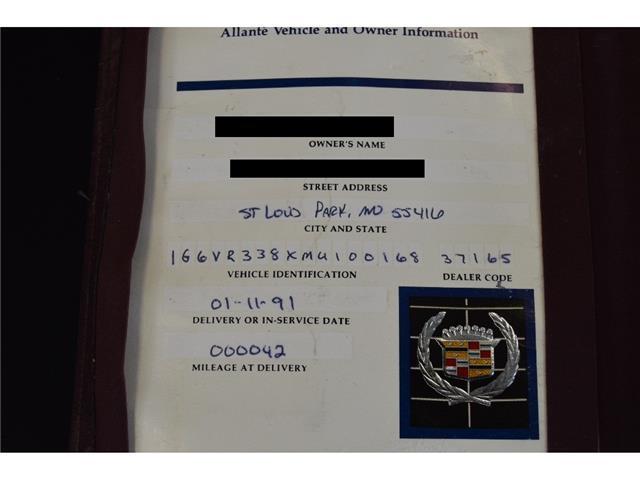 Allanté Vehicle and Owner Information
OWNER'S NAME
STREET ADDRESS
ST LOUIS PARK, MN 55416
CITY AND STATE
1G6VR338XMU100168 37165
VEHICLE IDENTIFICATION DEALER CODE
01-11-91
DELIVERY OR IN-SERVICE DATE
000042
MILEAGE AT DELIVERY